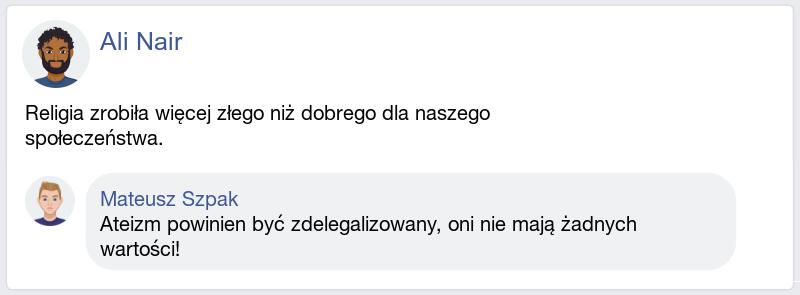 Ali Nair
Religia zrobiła więcej złego niż dobrego dla naszego
społeczeństwa.
Mateusz Szpak
Ateizm powinien być zdelegalizowany, oni nie mają żadnych
wartości!